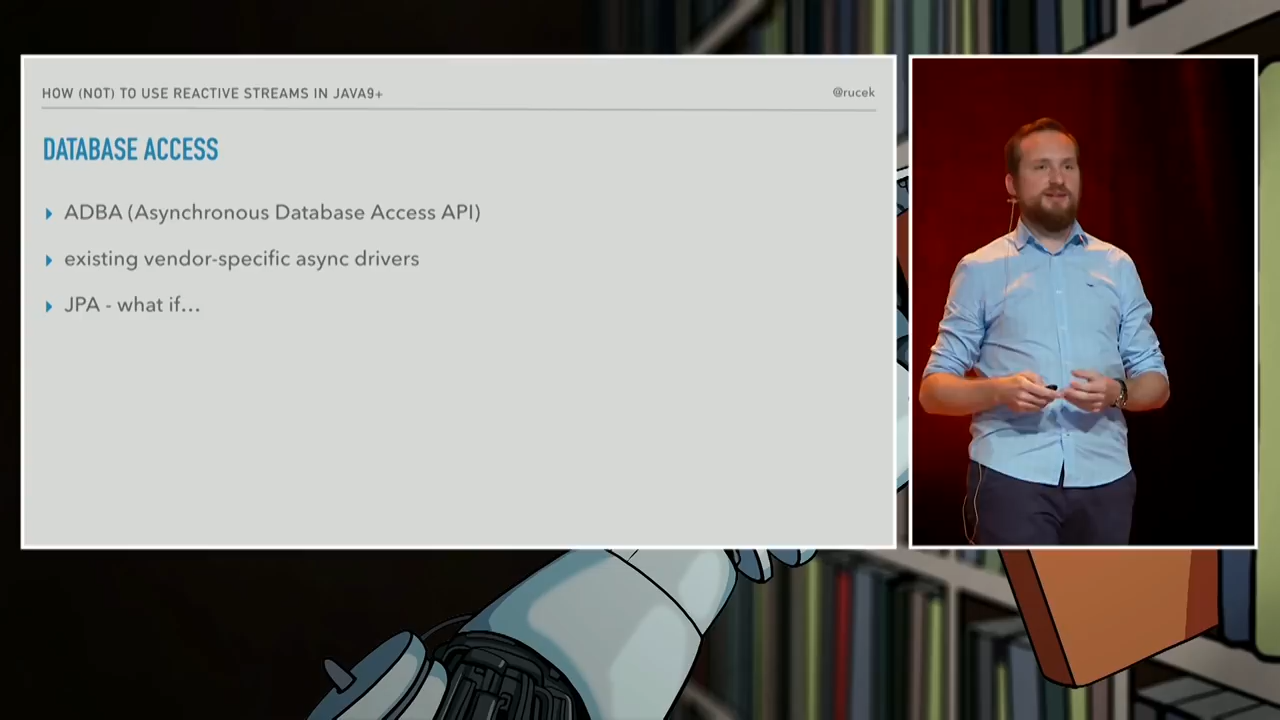 HOW (NOT) TO USE REACTIVE STREAMS IN JAVA9+
@rucek
DATABASE ACCESS
ADBA (Asynchronous Database Access API)
existing vendor-specific async drivers
JPA - what if...